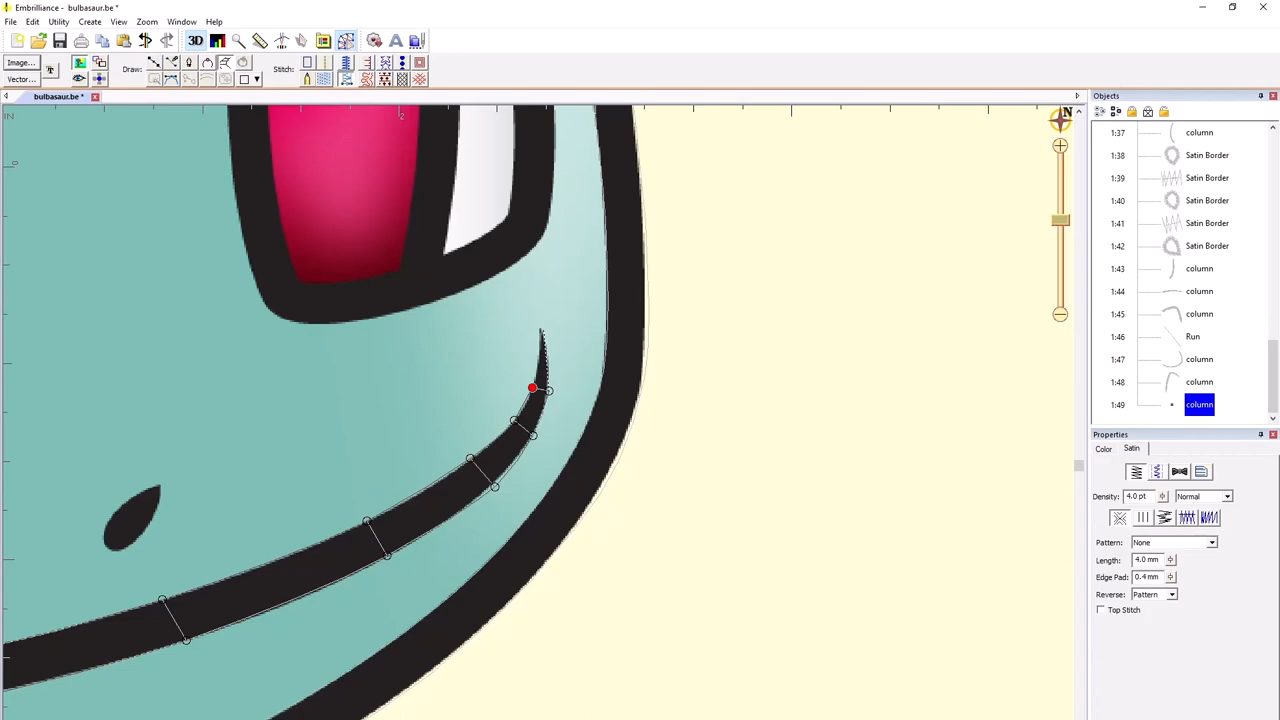 Embrilliance - bulbasaur.be *
File Edit Utility Create View Zoom Window Help
3D
Image... Draw: Stitch:
Vector...
bulbasaur.be *
IN
2
N
Objects
1:37 column
1:38 Satin Border
1:39 Satin Border
1:40 Satin Border
1:41 Satin Border
1:42 Satin Border
1:43 column
1:44 column
1:45 column
1:46 Run
1:47 column
1:48 column
1:49 column
Properties
Color Satin
Density: 4.0 pt Normal
Pattern: None
Length: 4.0 mm
Edge Pad: 0.4 mm
Reverse: Pattern
Top Stitch